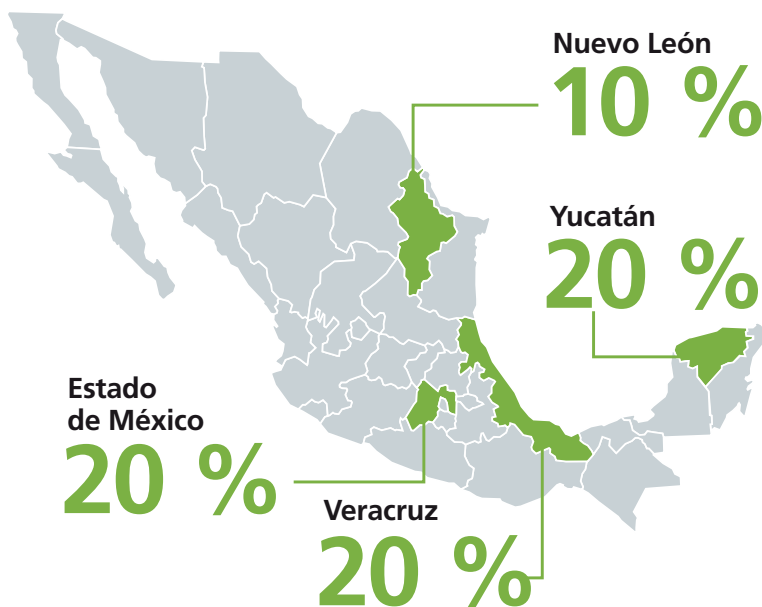 Nuevo León
10 %
Yucatán
20 %
Estado
de México
20 %
Veracruz
20 %